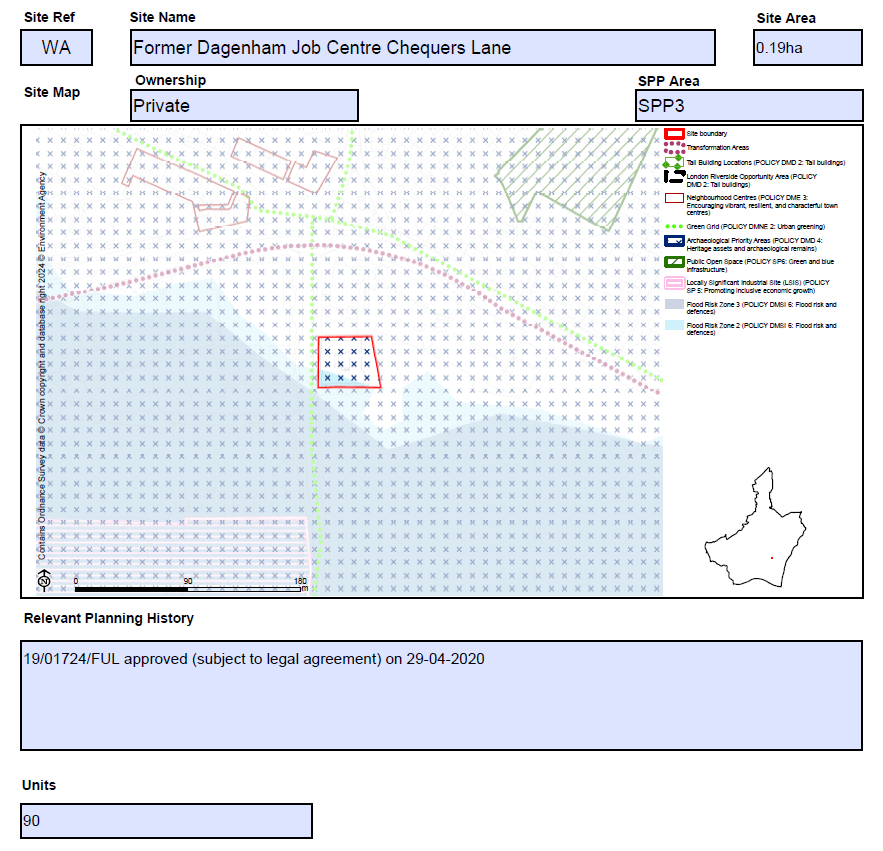 Site Ref
Site Name
Site Area
WA
Former Dagenham Job Centre Chequers Lane
0.19ha
Site Map
Ownership
SPP Area
Private
SPP3
Contains Ordnance Survey data © Crown copyright and database right 2024 © Environment Agency
Site boundary
Transformation Areas
Tall Building Locations (POLICY DMD 2: Tall buildings)
London Riverside Opportunity Area (POLICY
DMD 2: Tall buildings)
Neighbourhood Centres (POLICY DME 3:
Encouraging vibrant, resilient, and characterful town
centres)
Green Grid (POLICY DMNE 2: Urban greening)
Archaeological Priority Areas (POLICY DMD 4:
Heritage assets and archaeological remains)
Public Open Space (POLICY SP6: Green and blue
infrastructure)
Locally Significant Industrial Site (LSIS) (POLICY
SP 5: Promoting inclusive economic growth)
Flood Risk Zone 3 (POLICY DMSI 6: Flood risk and
defences)
Flood Risk Zone 2 (POLICY DMSI 6: Flood risk and
defences)
N
0 90 180
m
Relevant Planning History
19/01724/FUL approved (subject to legal agreement) on 29-04-2020
Units
90